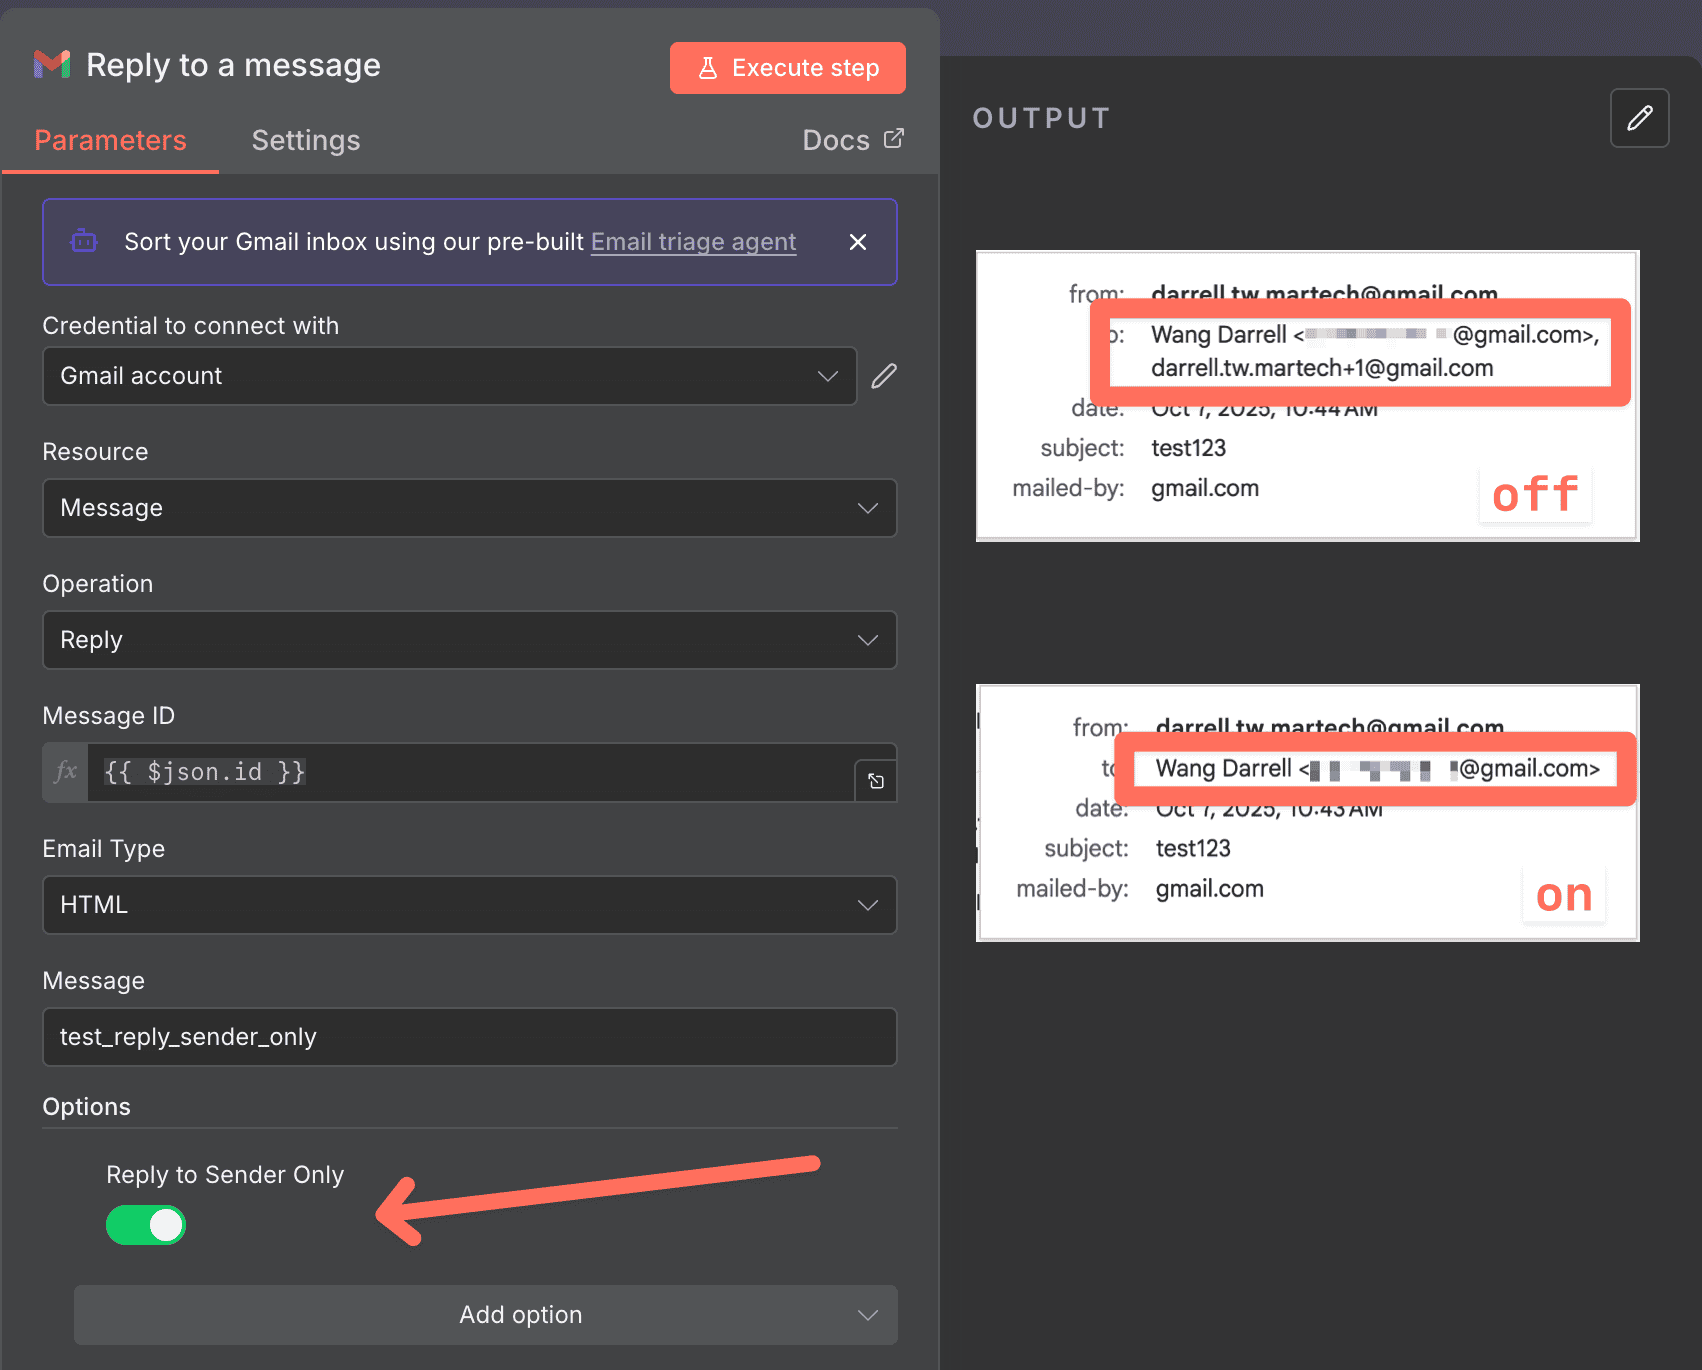 Reply to a message
Execute step
Parameters
Settings
Docs
Sort your Gmail inbox using our pre-built Email triage agent
Credential to connect with
Gmail account
Resource
Message
Operation
Reply
Message ID
fx
{{ $json.id }}
Email Type
HTML
Message
test_reply_sender_only
Options
Reply to Sender Only
Add option
OUTPUT
from: darrell.tw.martech@gmail.com
Wang Darrell < @gmail.com>,
darrell.tw.martech+1@gmail.com
date: Oct 7, 2025, 10:44 AM
subject: test123
mailed-by: gmail.com
off
from: darrell.tw.martech@gmail.com
Wang Darrell < @gmail.com>
date: Oct 7, 2025, 10:43 AM
subject: test123
mailed-by: gmail.com
on